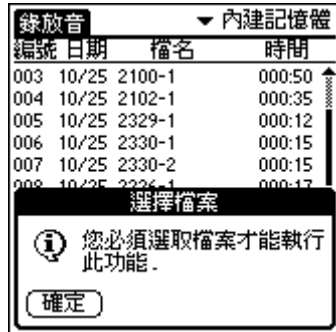 錄放音 ▼ 內建記憶體
編號 日期 檔名 時間
003 10/25 2100-1 000:50
004 10/25 2102-1 000:35
005 10/25 2329-1 000:12
006 10/25 2330-1 000:15
007 10/25 2330-2 000:15
選擇檔案
您必須選取檔案才能執行
此功能.
確定